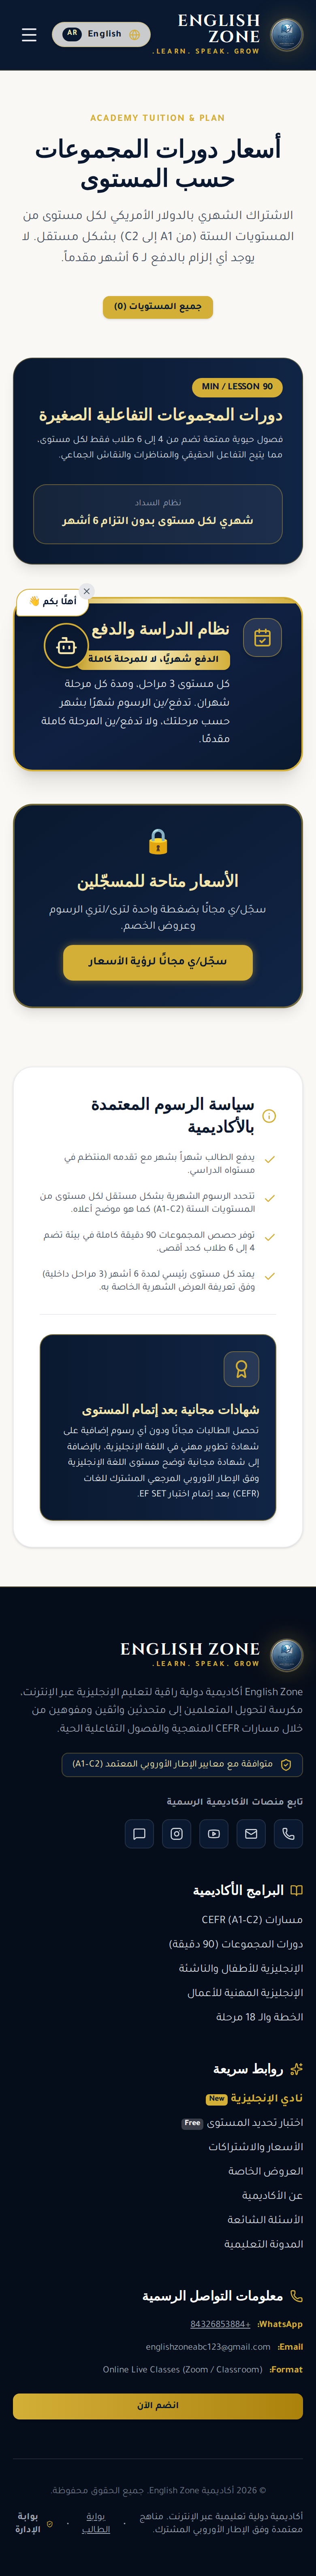 ENGLISH
ZONE
LEARN. SPEAK. GROW.
English AR
ACADEMY TUITION & PLAN
أسعار دورات المجموعات
حسب المستوى
الاشتراك الشهري بالدولار الأمريكي لكل مستوى من
المستويات الستة (من A1 إلى C2) بشكل مستقل. لا
يوجد أي إلزام بالدفع لـ 6 أشهر مقدماً.
جميع المستويات (0)
90 MIN / LESSON
دورات المجموعات التفاعلية الصغيرة
فصول حيوية ممتعة تضم من 4 إلى 6 طلاب فقط لكل مستوى،
مما يتيح التفاعل الحقيقي والمناظرات والنقاش الجماعي.
نظام السداد
شهري لكل مستوى بدون التزام 6 أشهر
أهلًا بكم 👋
نظام الدراسة والدفع
الدفع شهريًا، لا للمرحلة كاملة
كل مستوى 3 مراحل، ومدة كل مرحلة
شهران. تدفع/ين الرسوم شهرًا بشهر
حسب مرحلتك، ولا تدفع/ين المرحلة كاملة
مقدمًا.
🔒
الأسعار متاحة للمسجّلين
سجّل/ي مجانًا بضغطة واحدة لترى/لتري الرسوم
وعروض الخصم.
سجّل/ي مجانًا لرؤية الأسعار
سياسة الرسوم المعتمدة
بالأكاديمية
يدفع الطالب شهراً بشهر مع تقدمه المنتظم في
مستواه الدراسي.
تتحدد الرسوم الشهرية بشكل مستقل لكل مستوى من
المستويات الستة (A1–C2) كما هو موضح أعلاه.
توفر حصص المجموعات 90 دقيقة كاملة في بيئة تضم
4 إلى 6 طلاب كحد أقصى.
يمتد كل مستوى رئيسي لمدة 6 أشهر (3 مراحل داخلية)
وفق تعريفة العرض الشهرية الخاصة به.
شهادات مجانية بعد إتمام المستوى
تحصل الطالبات مجانًا ودون أي رسوم إضافية على
شهادة تطوير مهني في اللغة الإنجليزية، بالإضافة
إلى شهادة مجانية توضح مستوى اللغة الإنجليزية
وفق الإطار الأوروبي المرجعي المشترك للغات
(CEFR) بعد إتمام اختبار EF SET.
ENGLISH ZONE
LEARN. SPEAK. GROW.
English Zone أكاديمية دولية راقية لتعليم الإنجليزية عبر الإنترنت،
مكرسة لتحويل المتعلمين إلى متحدثين واثقين ومفوهين من
خلال مسارات CEFR المنهجية والفصول التفاعلية الحية.
متوافقة مع معايير الإطار الأوروبي المعتمد (A1–C2)
تابع منصات الأكاديمية الرسمية
البرامج الأكاديمية
مسارات CEFR (A1–C2)
دورات المجموعات (90 دقيقة)
الإنجليزية للأطفال والناشئة
الإنجليزية المهنية للأعمال
الخطة والـ 18 مرحلة
روابط سريعة
نادي الإنجليزية New
اختبار تحديد المستوى Free
الأسعار والاشتراكات
العروض الخاصة
عن الأكاديمية
الأسئلة الشائعة
المدونة التعليمية
معلومات التواصل الرسمية
WhatsApp: +84326853884
Email: englishzoneabc123@gmail.com
Format: Online Live Classes (Zoom / Classroom)
انضم الآن
© 2026 أكاديمية English Zone. جميع الحقوق محفوظة.
أكاديمية دولية تعليمية عبر الإنترنت. مناهج
معتمدة وفق الإطار الأوروبي المشترك.
•
بوابة
الطالب
•
بوابة
الإدارة